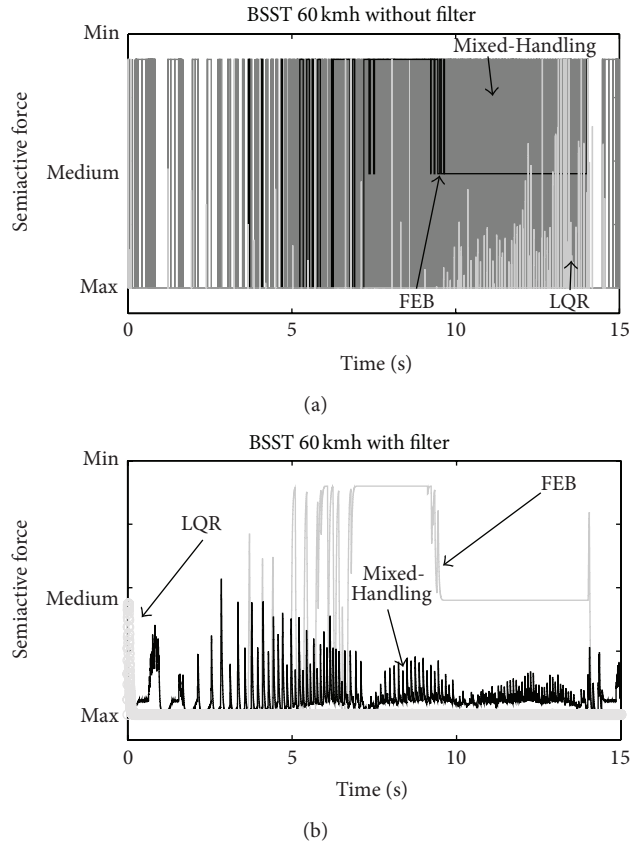 BSST 60 kmh without filter
Min
Mixed-Handling
Semiactive force
Medium
FEB
LQR
Max
0
5
10
15
Time (s)
(a)
BSST 60 kmh with filter
Min
LQR
FEB
Semiactive force
Mixed-
Handling
Medium
Max
0
5
10
15
Time (s)
(b)